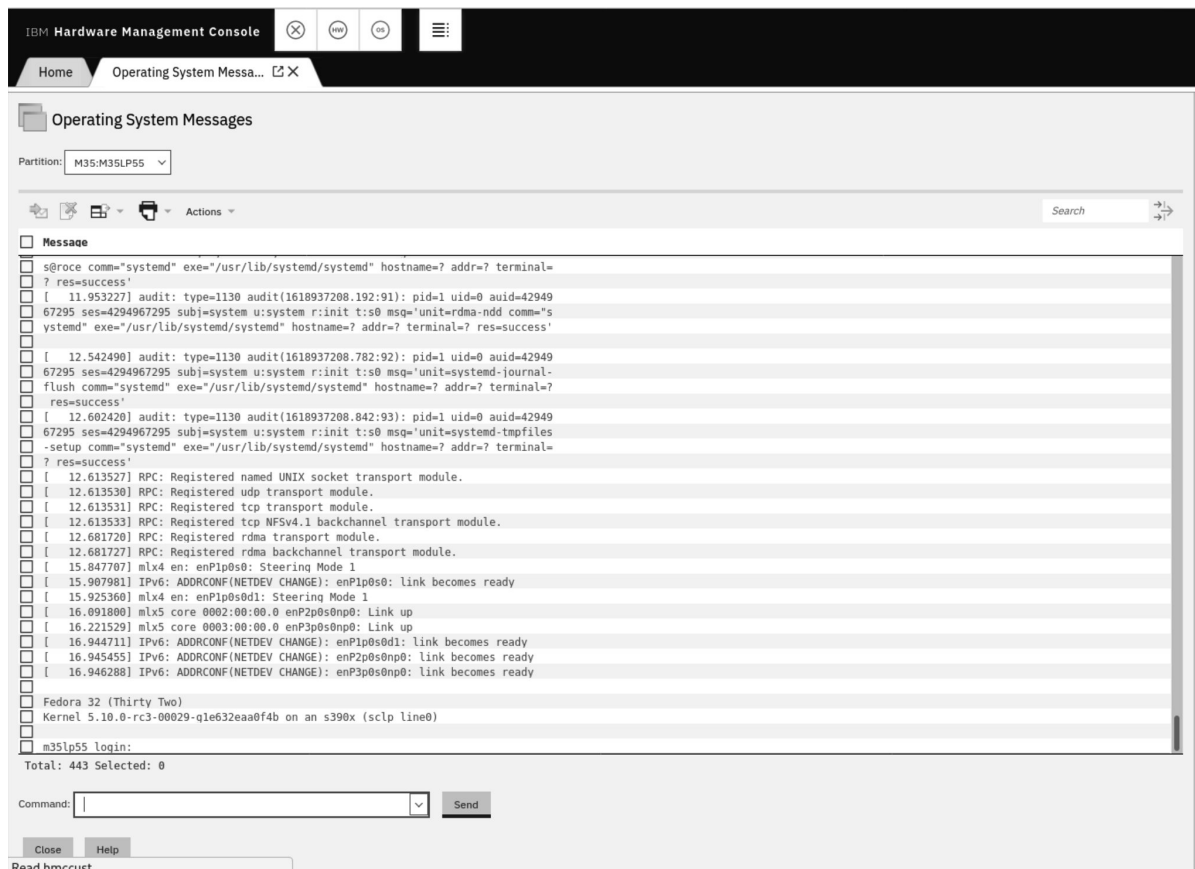 IBM Hardware Management Console
HW
OS
Home
Operating System Messa...
Operating System Messages
Partition: M35:M35LP55
Actions
Search
Message
s@roce comm="systemd" exe="/usr/lib/systemd/systemd" hostname=? addr=? terminal=
? res=success'
[   11.953227] audit: type=1130 audit(1618937208.192:91): pid=1 uid=0 auid=42949
67295 ses=4294967295 subj=system u:system r:init t:s0 msg='unit=rdma-ndd comm="s
ystemd" exe="/usr/lib/systemd/systemd" hostname=? addr=? terminal=? res=success'
[   12.542490] audit: type=1130 audit(1618937208.782:92): pid=1 uid=0 auid=42949
67295 ses=4294967295 subj=system u:system r:init t:s0 msg='unit=systemd-journal-
flush comm="systemd" exe="/usr/lib/systemd/systemd" hostname=? addr=? terminal=?
 res=success'
[   12.602420] audit: type=1130 audit(1618937208.842:93): pid=1 uid=0 auid=42949
67295 ses=4294967295 subj=system u:system r:init t:s0 msg='unit=systemd-tmpfiles
-setup comm="systemd" exe="/usr/lib/systemd/systemd" hostname=? addr=? terminal=
? res=success'
[   12.613527] RPC: Registered named UNIX socket transport module.
[   12.613530] RPC: Registered udp transport module.
[   12.613531] RPC: Registered tcp transport module.
[   12.613533] RPC: Registered tcp NFSv4.1 backchannel transport module.
[   12.681720] RPC: Registered rdma transport module.
[   12.681727] RPC: Registered rdma backchannel transport module.
[   15.847707] mlx4 en: enP1p0s0: Steering Mode 1
[   15.907981] IPv6: ADDRCONF(NETDEV CHANGE): enP1p0s0: link becomes ready
[   15.925360] mlx4 en: enP1p0s0d1: Steering Mode 1
[   16.091800] mlx5 core 0002:00:00.0 enP2p0s0np0: Link up
[   16.221529] mlx5 core 0003:00:00.0 enP3p0s0np0: Link up
[   16.944711] IPv6: ADDRCONF(NETDEV CHANGE): enP1p0s0d1: link becomes ready
[   16.945455] IPv6: ADDRCONF(NETDEV CHANGE): enP2p0s0np0: link becomes ready
[   16.946288] IPv6: ADDRCONF(NETDEV CHANGE): enP3p0s0np0: link becomes ready
Fedora 32 (Thirty Two)
Kernel 5.10.0-rc3-00029-g1e632eaa0f4b on an s390x (sclp line0)
m35lp55 login:
Total: 443 Selected: 0
Command:
Send
Close
Help
Read hmccust